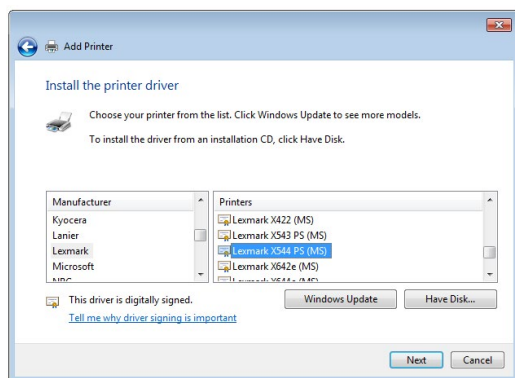 Add Printer
Install the printer driver
Choose your printer from the list. Click Windows Update to see more models.
To install the driver from an installation CD, click Have Disk.
Manufacturer
Kyocera
Lanier
Lexmark
Microsoft
Printers
Lexmark X422 (MS)
Lexmark X543 PS (MS)
Lexmark X544 PS (MS)
Lexmark X642e (MS)
This driver is digitally signed.
Tell me why driver signing is important
Windows Update
Have Disk...
Next
Cancel